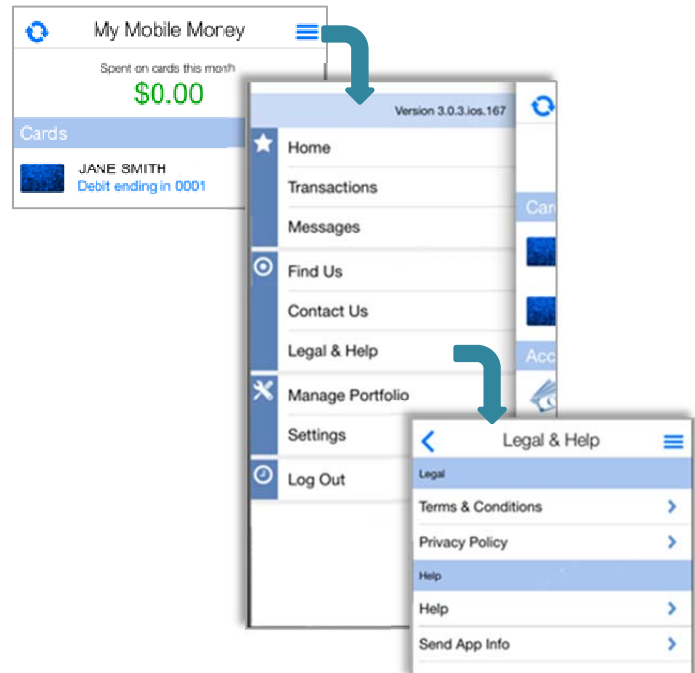 My Mobile Money
Spent on cards this month
$0.00
Cards
JANE SMITH
Debit ending in 0001
Version 3.0.3.ios.167
Home
Transactions
Messages
Find Us
Contact Us
Legal & Help
Manage Portfolio
Settings
Log Out
Car
Acc
Legal & Help
Legal
Terms & Conditions
Privacy Policy
Help
Help
Send App Info